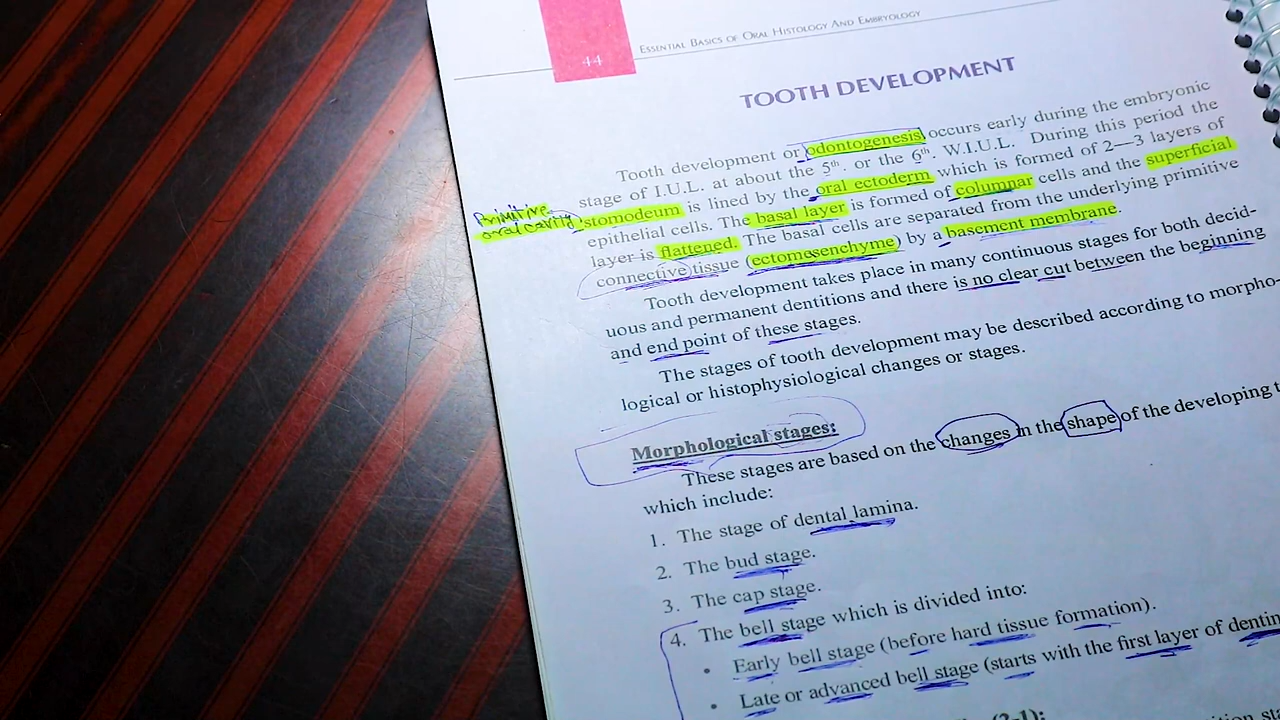 44
ESSENTIAL BASICS OF ORAL HISTOLOGY AND EMBRYOLOGY
TOOTH DEVELOPMENT
Tooth development or odontogenesis occurs early during the embryonic
stage of I.U.L. at about the 5th. or the 6th. W.I.U.L. During this period the
Primitive
oral cavity
stomodeum is lined by the oral ectoderm which is formed of 2—3 layers of
epithelial cells. The basal layer is formed of columnar cells and the superficial
layer is flattened. The basal cells are separated from the underlying primitive
connective tissue (ectomesenchyme) by a basement membrane.
Tooth development takes place in many continuous stages for both decid-
uous and permanent dentitions and there is no clear cut between the beginning
and end point of these stages.
The stages of tooth development may be described according to morpho-
logical or histophysiological changes or stages.
Morphological stages:
These stages are based on the changes in the shape of the developing
which include:
1. The stage of dental lamina.
2. The bud stage.
3. The cap stage.
4. The bell stage which is divided into:
• Early bell stage (before hard tissue formation).
• Late or advanced bell stage (starts with the first layer of dentin